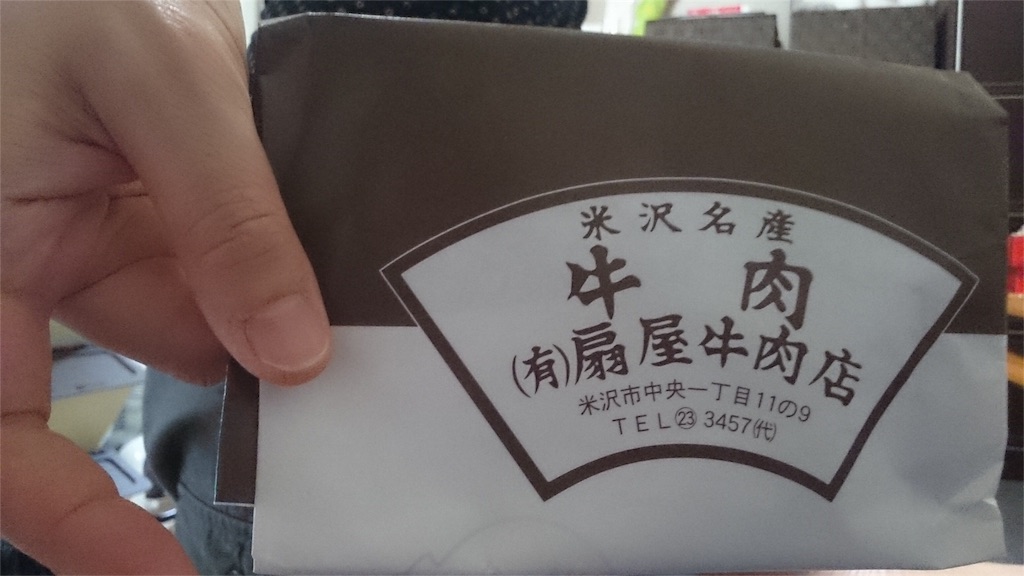 米沢名産
牛肉
(有)扇屋牛肉店
米沢市中央一丁目11の9
TEL㉓3457㈹